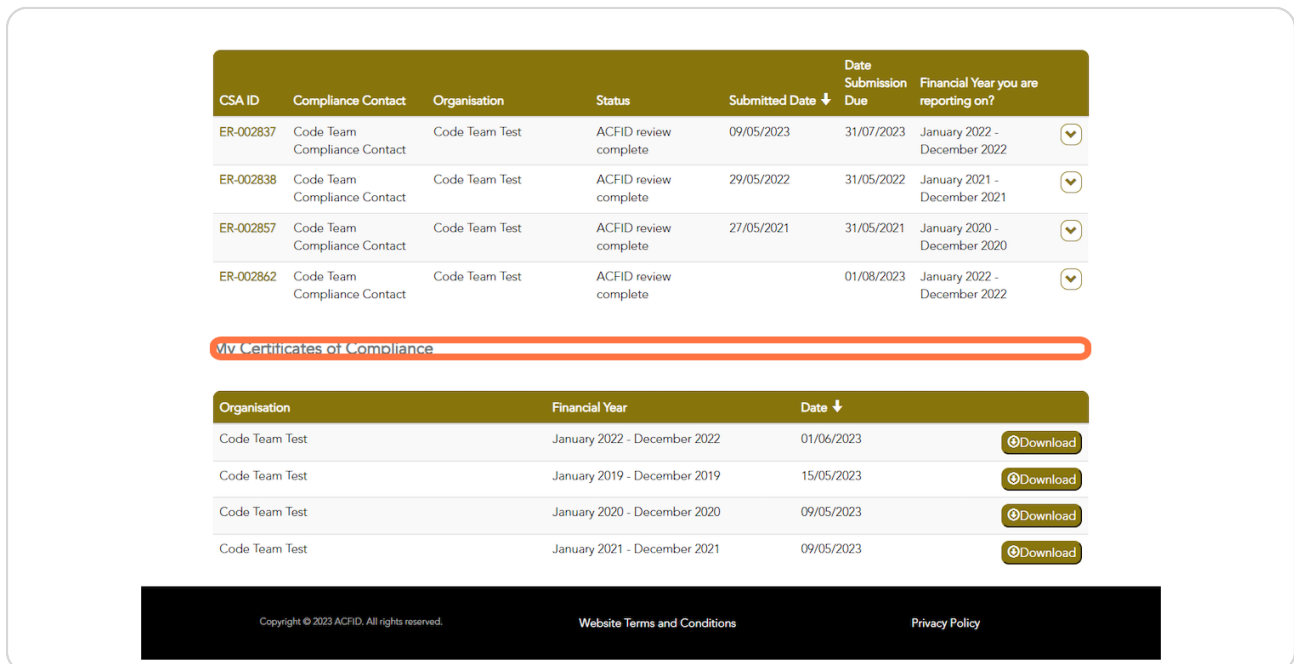 CSA ID Compliance Contact Organisation Status Submitted Date Date Submission Due Financial Year you are reporting on?
ER-002837 Code Team Compliance Contact Code Team Test ACFID review complete 09/05/2023 31/07/2023 January 2022 - December 2022
ER-002838 Code Team Compliance Contact Code Team Test ACFID review complete 29/05/2022 31/05/2022 January 2021 - December 2021
ER-002857 Code Team Compliance Contact Code Team Test ACFID review complete 27/05/2021 31/05/2021 January 2020 - December 2020
ER-002862 Code Team Compliance Contact Code Team Test ACFID review complete 01/08/2023 January 2022 - December 2022
My Certificates of Compliance
Organisation Financial Year Date
Code Team Test January 2022 - December 2022 01/06/2023 Download
Code Team Test January 2019 - December 2019 15/05/2023 Download
Code Team Test January 2020 - December 2020 09/05/2023 Download
Code Team Test January 2021 - December 2021 09/05/2023 Download
Copyright © 2023 ACFID. All rights reserved. Website Terms and Conditions Privacy Policy